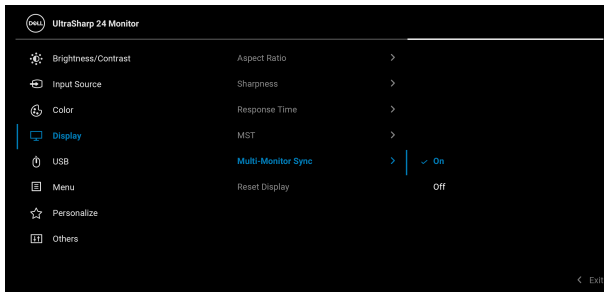 DELL UltraSharp 24 Monitor
Brightness/Contrast
Input Source
Color
Display
USB
Menu
Personalize
Others
Aspect Ratio
Sharpness
Response Time
MST
Multi-Monitor Sync
Reset Display
On
Off
Exit